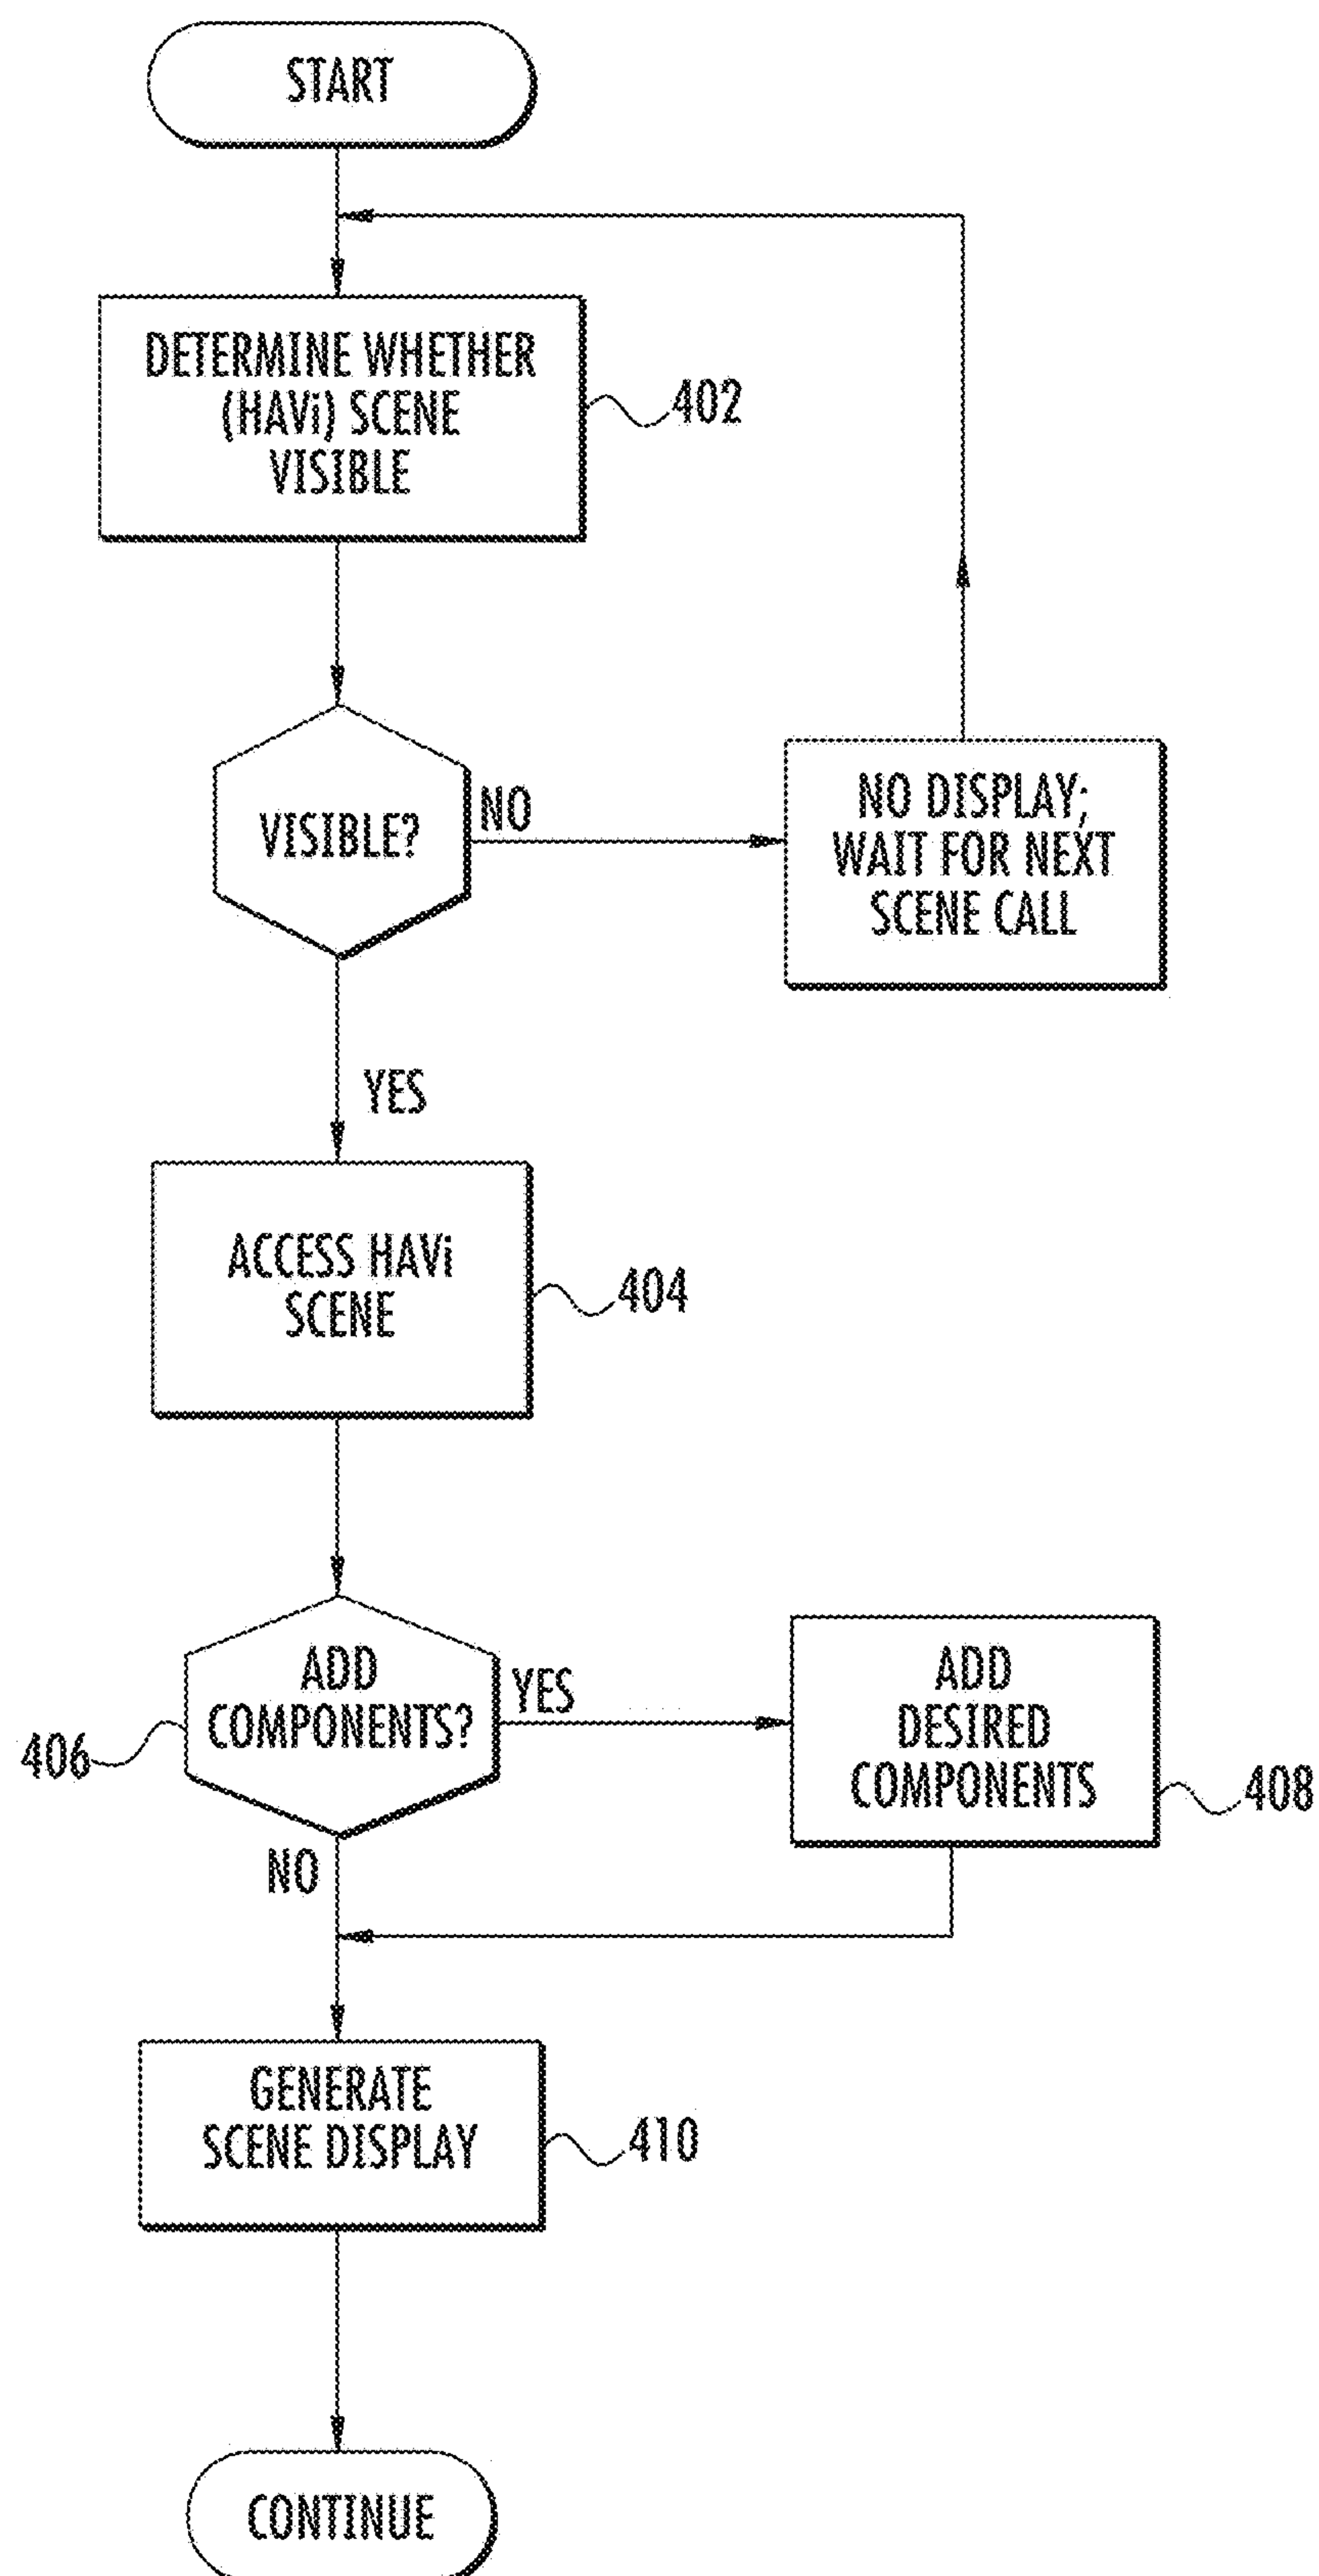 START
DETERMINE WHETHER
(HAVi) SCENE
VISIBLE
402
VISIBLE?
NO
NO DISPLAY;
WAIT FOR NEXT
SCENE CALL
YES
ACCESS HAVi
SCENE
404
ADD
COMPONENTS?
406
YES
ADD
DESIRED
COMPONENTS
408
NO
GENERATE
SCENE DISPLAY
410
CONTINUE